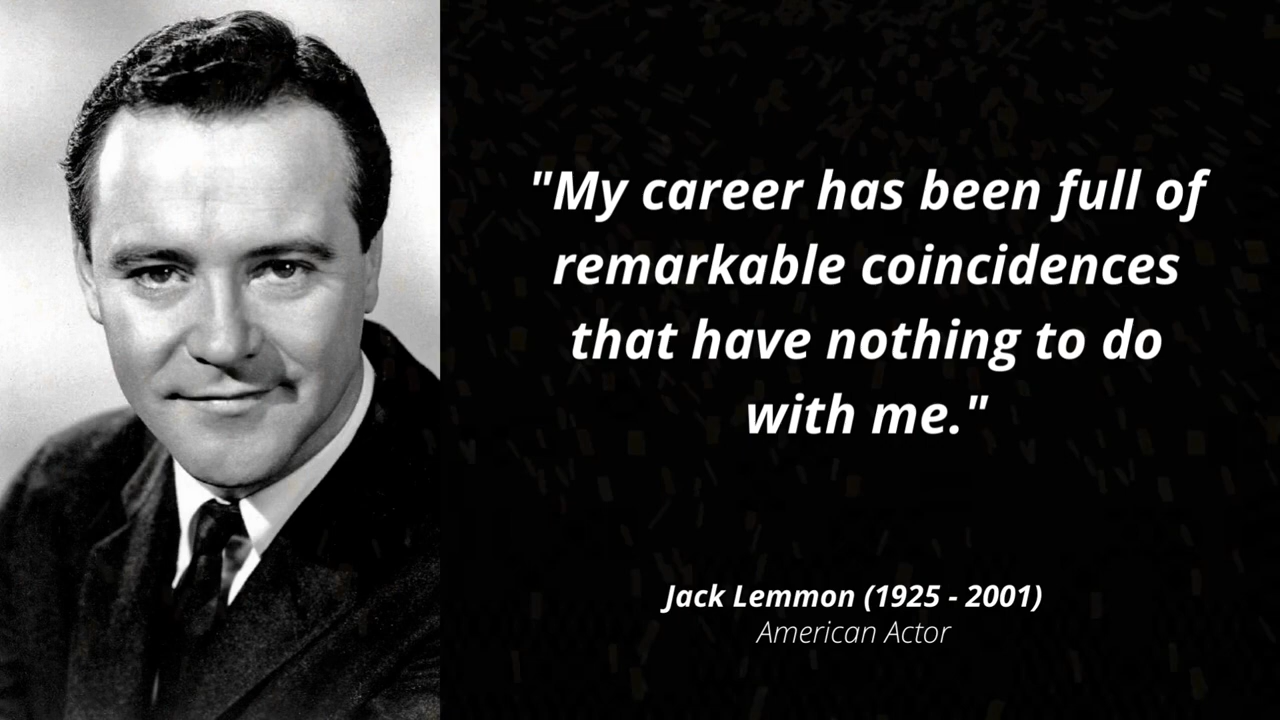 "My career has been full of
remarkable coincidences
that have nothing to do
with me."
Jack Lemmon (1925 - 2001)
American Actor